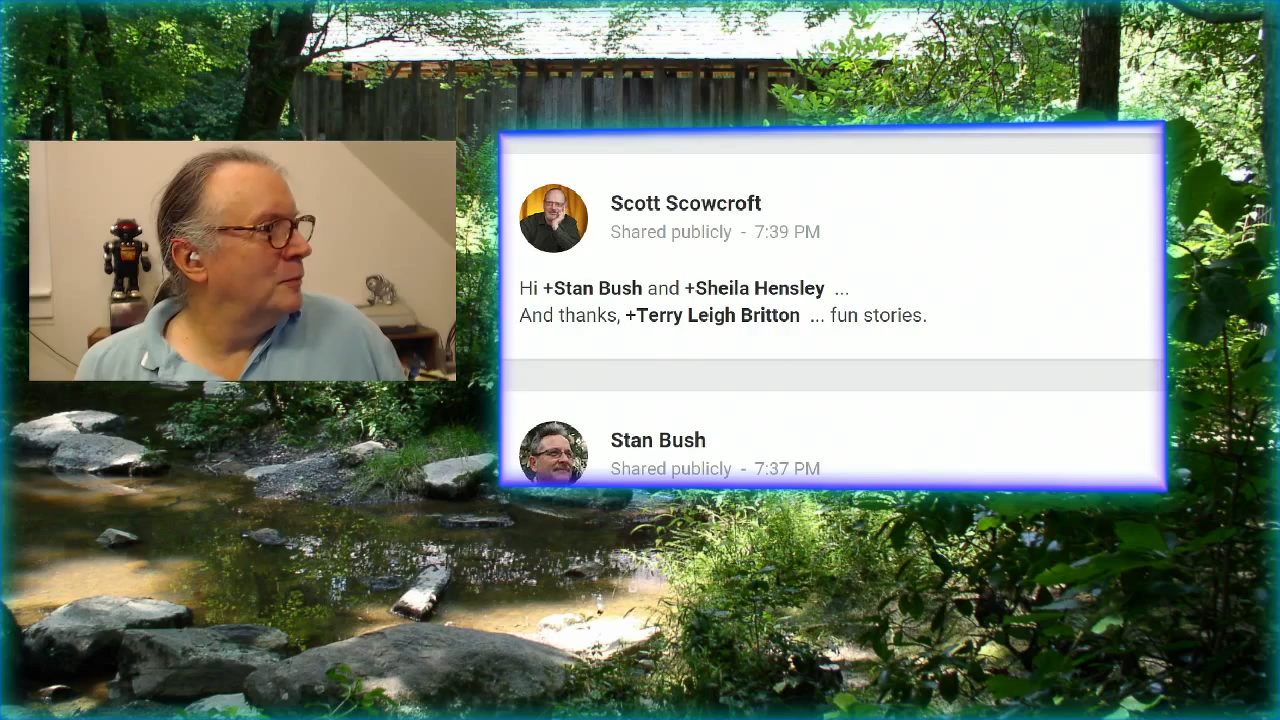 Scott Scowcroft
Shared publicly - 7:39 PM
Hi +Stan Bush and +Sheila Hensley ...
And thanks, +Terry Leigh Britton ... fun stories.
Stan Bush
Shared publicly - 7:37 PM